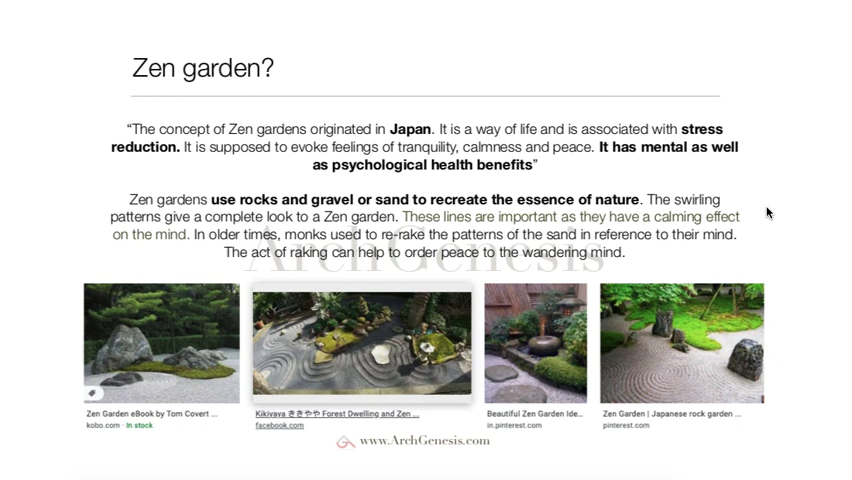 Zen garden?
“The concept of Zen gardens originated in Japan. It is a way of life and is associated with stress
reduction. It is supposed to evoke feelings of tranquility, calmness and peace. It has mental as well
as psychological health benefits”
Zen gardens use rocks and gravel or sand to recreate the essence of nature. The swirling
patterns give a complete look to a Zen garden. These lines are important as they have a calming effect
on the mind. In older times, monks used to re-rake the patterns of the sand in reference to their mind.
The act of raking can help to order peace to the wandering mind.
ArchGenesis
Zen Garden eBook by Tom Covert ...
kobo.com · In stock
Kikivaya ききやや Forest Dwelling and Zen ...
facebook.com
Beautiful Zen Garden Ide...
in.pinterest.com
Zen Garden | Japanese rock garden ...
pinterest.com
www.ArchGenesis.com